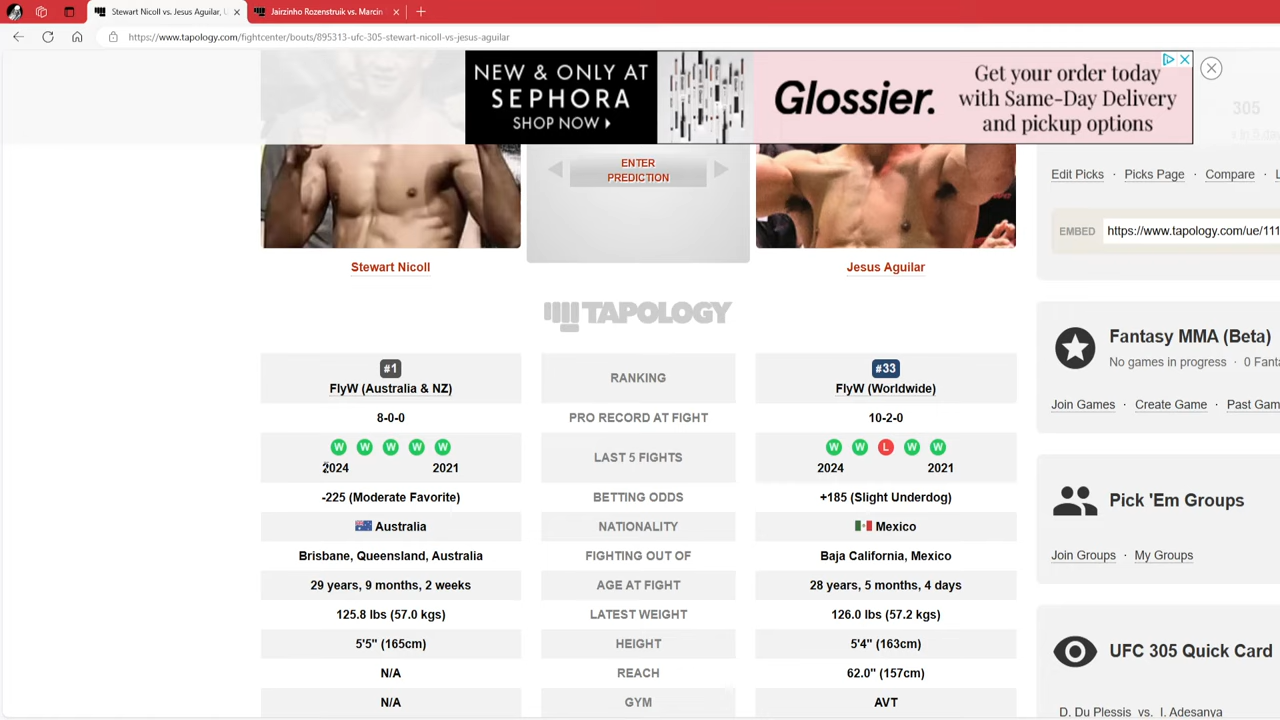 Stewart Nicoll vs. Jesus Aguilar, U
Jairzinho Rozenstruik vs. Marcin
https://www.tapology.com/fightcenter/bouts/895313-ufc-305-stewart-nicoll-vs-jesus-aguilar
NEW & ONLY AT
SEPHORA
SHOP NOW
Glossier.
Get your order today
with Same-Day Delivery
and pickup options
305
ENTER
PREDICTION
Edit Picks · Picks Page · Compare ·
EMBED https://www.tapology.com/ue/111
Stewart Nicoll
Jesus Aguilar
TAPOLOGY
#1
FlyW (Australia & NZ)
RANKING
#33
FlyW (Worldwide)
8-0-0 PRO RECORD AT FIGHT 10-2-0
W W W W W
2024 2021
LAST 5 FIGHTS
W W L W W
2024 2021
-225 (Moderate Favorite) BETTING ODDS +185 (Slight Underdog)
Australia NATIONALITY Mexico
Brisbane, Queensland, Australia FIGHTING OUT OF Baja California, Mexico
29 years, 9 months, 2 weeks AGE AT FIGHT 28 years, 5 months, 4 days
125.8 lbs (57.0 kgs) LATEST WEIGHT 126.0 lbs (57.2 kgs)
5'5" (165cm) HEIGHT 5'4" (163cm)
N/A REACH 62.0" (157cm)
N/A GYM AVT
Fantasy MMA (Beta)
No games in progress · 0 Fanta
Join Games · Create Game · Past Gam
Pick 'Em Groups
Join Groups · My Groups
UFC 305 Quick Card
D. Du Plessis vs. I. Adesanya